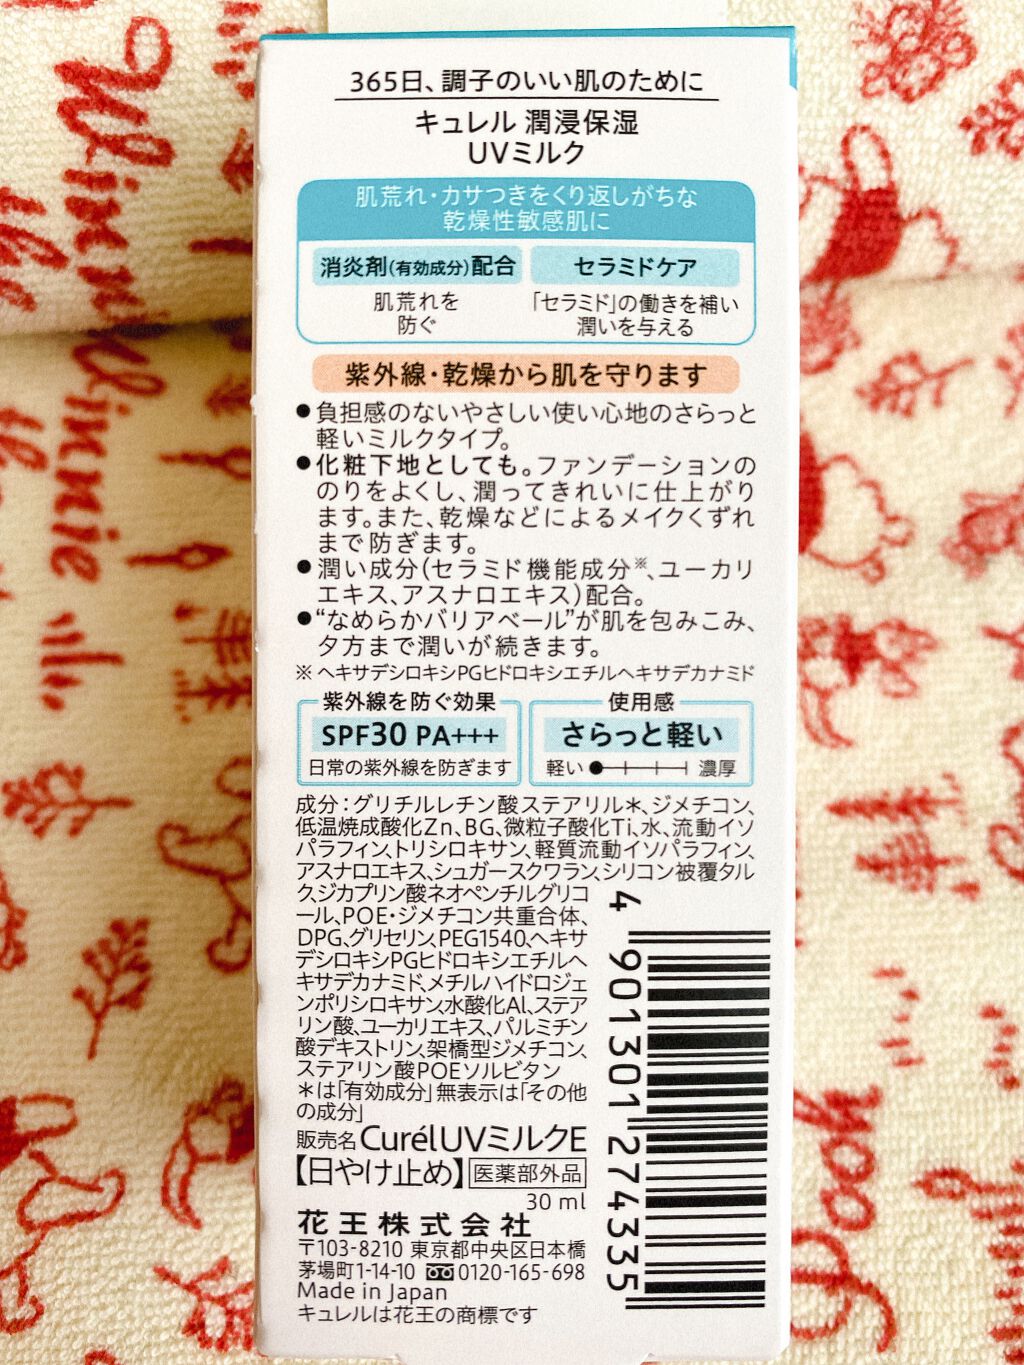 365日、調子のいい肌のために
キュレル 潤浸保湿
UVミルク
肌荒れ・カサつきをくり返しがちな
乾燥性敏感肌に
消炎剤(有効成分)配合
セラミドケア
肌荒れを
防ぐ
「セラミド」の働きを補い
潤いを与える
紫外線・乾燥から肌を守ります
●負担感のないやさしい使い心地のさらっと
軽いミルクタイプ。
●化粧下地としても。ファンデーションの
のりをよくし、潤ってきれいに仕上がり
ます。また、乾燥などによるメイクくずれ
まで防ぎます。
●潤い成分(セラミド機能成分※、ユーカリ
エキス、アスナロエキス)配合。
●“なめらかバリアベール”が肌を包みこみ、
夕方まで潤いが続きます。
※ ヘキサデシロキシPGヒドロキシエチルヘキサデカナミド
紫外線を防ぐ効果
SPF30 PA+++
日常の紫外線を防ぎます
使用感
さらっと軽い
軽い 濃厚
成分：グリチルレチン酸ステアリル＊、ジメチコン、
低温焼成酸化Zn、BG、微粒子酸化Ti、水、流動イソ
パラフィン、トリシロキサン、軽質流動イソパラフィン、
アスナロエキス、シュガースクワラン、シリコン被覆タル
ク、ジカプリン酸ネオペンチルグリコ
ール、POE・ジメチコン共重合体、
DPG、グリセリン、PEG1540、ヘキサ
デシロキシPGヒドロキシエチルヘ
キサデカナミド、メチルハイドロジェ
ンポリシロキサン、水酸化Al、ステア
リン酸、ユーカリエキス、パルミチン
酸デキストリン、架橋型ジメチコン、
ステアリン酸POEソルビタン
＊は「有効成分」無表示は「その他
の成分」
販売名 CurélUVミルクE
【日やけ止め】 医薬部外品
30 ml
花王株式会社
〒103-8210 東京都中央区日本橋
茅場町1-14-10 0120-165-698
Made in Japan
キュレルは花王の商標です
4 901301 274335
Winnie
the
Winnie
the
Pooh